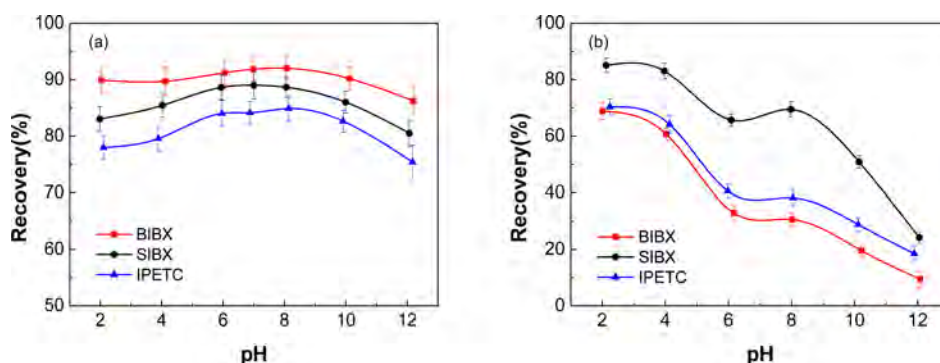 100
(a)
90
80
70
60
50
Recovery(%)
BIBX
SIBX
IPETC
2 4 6 8 10 12
pH
100
(b)
80
60
40
20
0
Recovery(%)
BIBX
SIBX
IPETC
2 4 6 8 10 12
pH